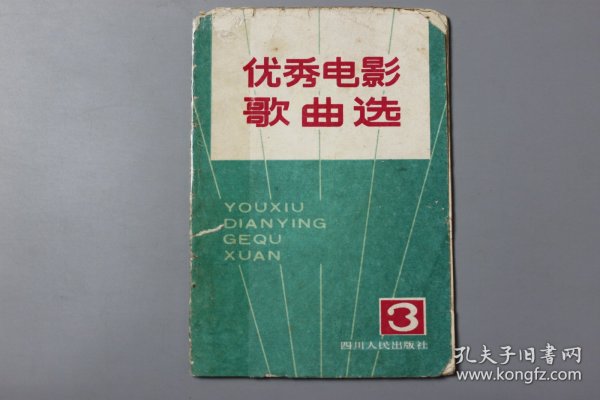 优秀电影
歌曲选
YOUXIU
DIANYING
GEQU
XUAN
3
四川人民出版社
孔夫子旧书网
www.kongfz.com